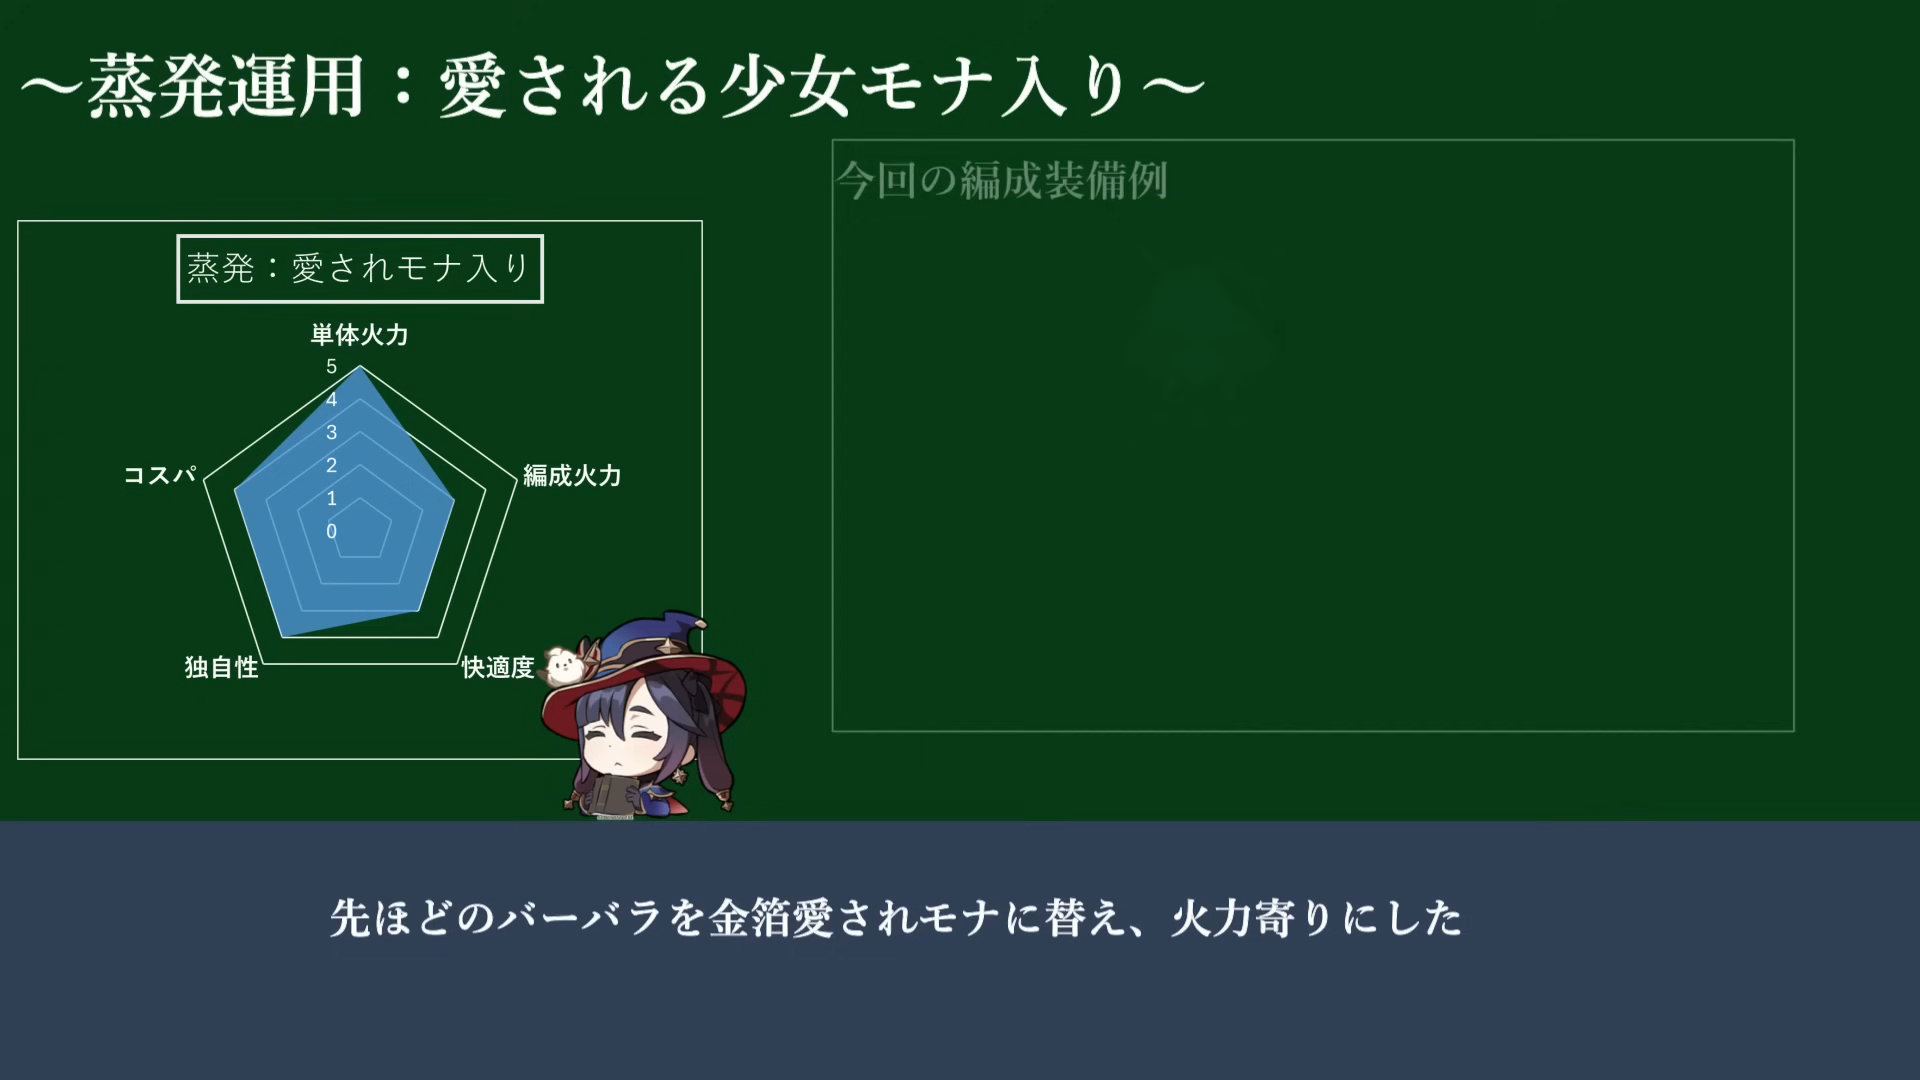 ～蒸発運用：愛される少女モナ入り～
今回の編成装備例
蒸発：愛されモナ入り
単体火力
5
4
3
2
1
0
コスパ
編成火力
独自性
快適度
先ほどのバーバラを金箔愛されモナに替え、火力寄りにした